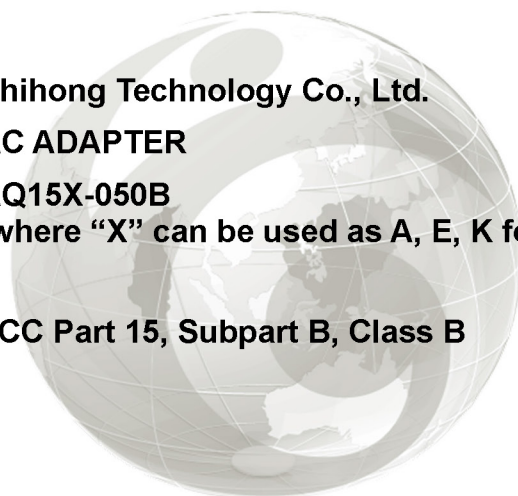 hihong Technology Co., Ltd.
C ADAPTER
Q15X-050B
where “X” can be used as A, E, K fo
CC Part 15, Subpart B, Class B